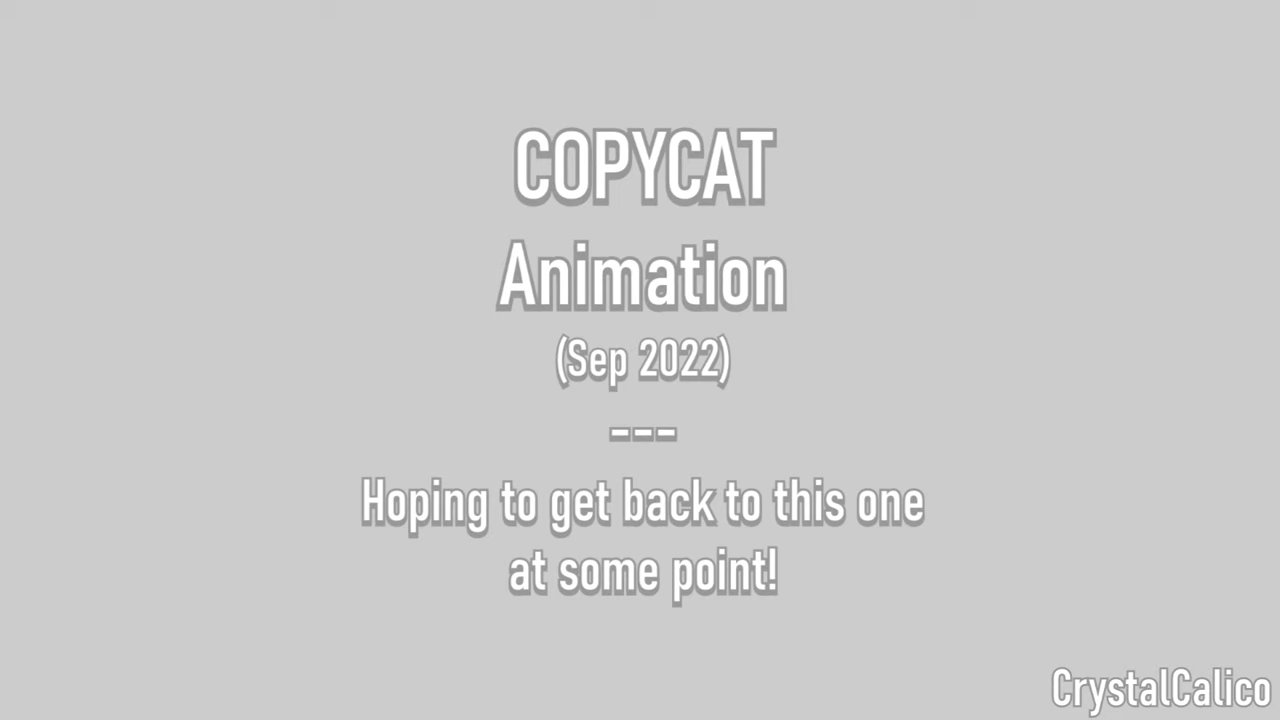 COPYCAT
Animation
(Sep 2022)
---
Hoping to get back to this one
at some point!
CrystalCalico